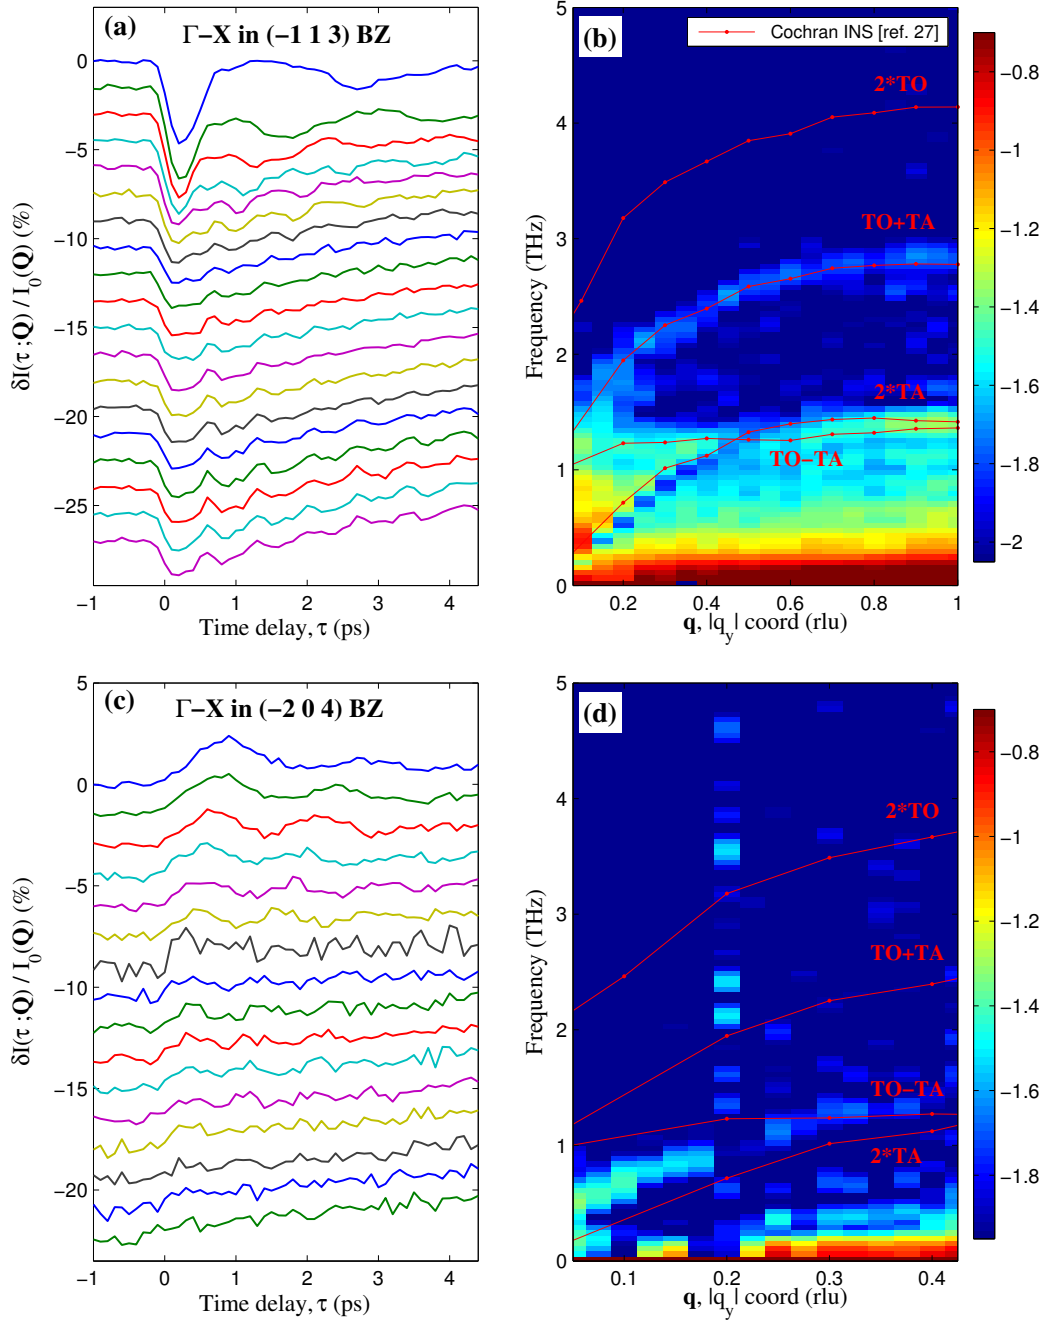 (a)
Γ−X in (−1 1 3) BZ
0
−5
−10
−15
−20
−25
δI(τ ;Q) / I0(Q) (%)
−1
0
1
2
3
4
Time delay, τ (ps)
(b)
Cochran INS [ref. 27]
2*TO
TO+TA
2*TA
TO−TA
5
4
3
2
1
0
Frequency (THz)
0.2
0.4
0.6
0.8
1
q, |qy| coord (rlu)
−0.8
−1
−1.2
−1.4
−1.6
−1.8
−2
(c)
Γ−X in (−2 0 4) BZ
5
0
−5
−10
−15
−20
δI(τ ;Q) / I0(Q) (%)
−1
0
1
2
3
4
Time delay, τ (ps)
(d)
2*TO
TO+TA
TO−TA
2*TA
5
4
3
2
1
0
Frequency (THz)
0.1
0.2
0.3
0.4
q, |qy| coord (rlu)
−0.8
−1
−1.2
−1.4
−1.6
−1.8